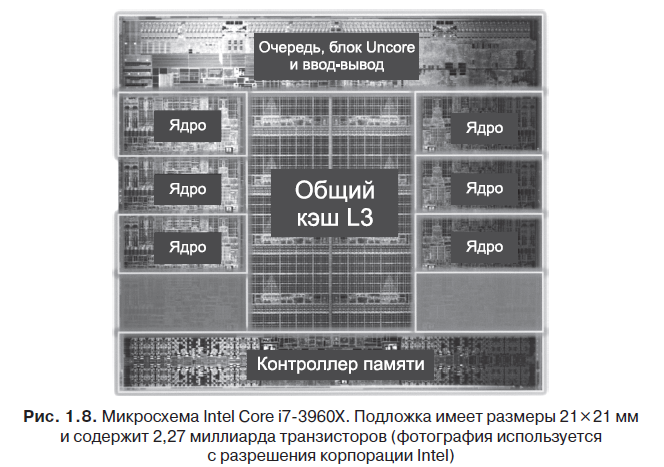 Очередь, блок Uncore
и ввод-вывод
Ядро
Ядро
Ядро
Ядро
Ядро
Ядро
Общий
кэш L3
Контроллер памяти
Рис. 1.8. Микросхема Intel Core i7-3960X. Подложка имеет размеры 21×21 мм
и содержит 2,27 миллиарда транзисторов (фотография используется
с разрешения корпорации Intel)